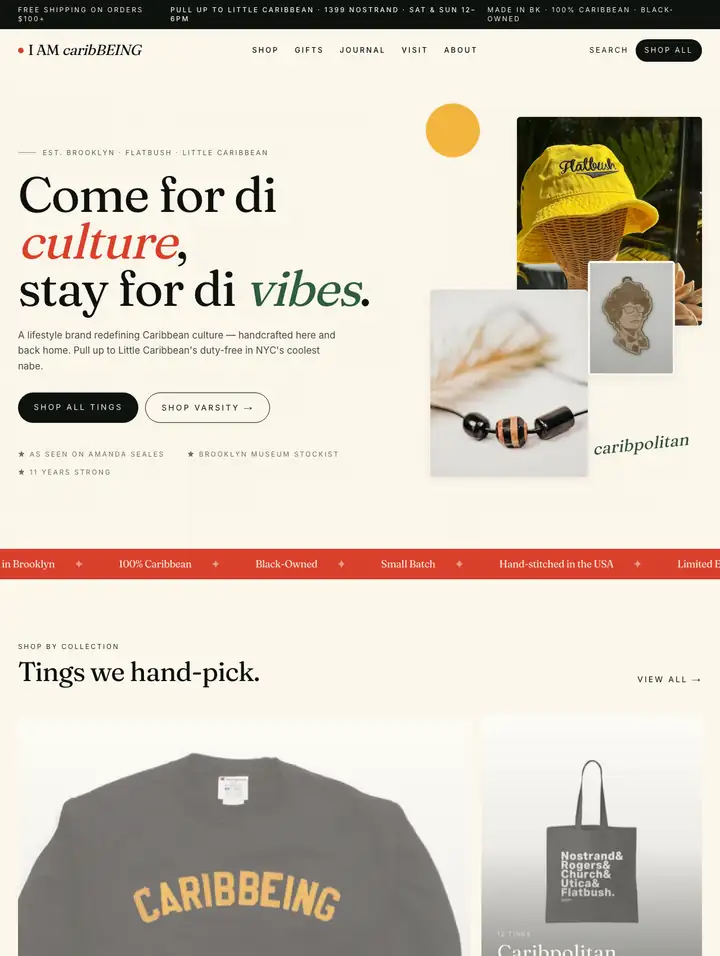 FREE SHIPPING ON ORDERS $100+
PULL UP TO LITTLE CARIBBEAN · 1399 NOSTRAND · SAT & SUN 12–6PM
MADE IN BK · 100% CARIBBEAN · BLACK-OWNED
I AM caribBEING
SHOP
GIFTS
JOURNAL
VISIT
ABOUT
SEARCH
SHOP ALL
EST. BROOKLYN · FLATBUSH · LITTLE CARIBBEAN
Come for di
culture,
stay for di vibes.
A lifestyle brand redefining Caribbean culture — handcrafted here and
back home. Pull up to Little Caribbean's duty-free in NYC's coolest
nabe.
SHOP ALL TINGS
SHOP VARSITY →
★ AS SEEN ON AMANDA SEALES
★ BROOKLYN MUSEUM STOCKIST
★ 11 YEARS STRONG
Flatbush
caribpolitan
in Brooklyn ✦ 100% Caribbean ✦ Black-Owned ✦ Small Batch ✦ Hand-stitched in the USA ✦ Limited E
SHOP BY COLLECTION
Tings we hand-pick.
VIEW ALL →
CARIBBEING
Nostrand&
Rogers&
Church&
Utica&
Flatbush.
12 TINGS
Caribpolitan